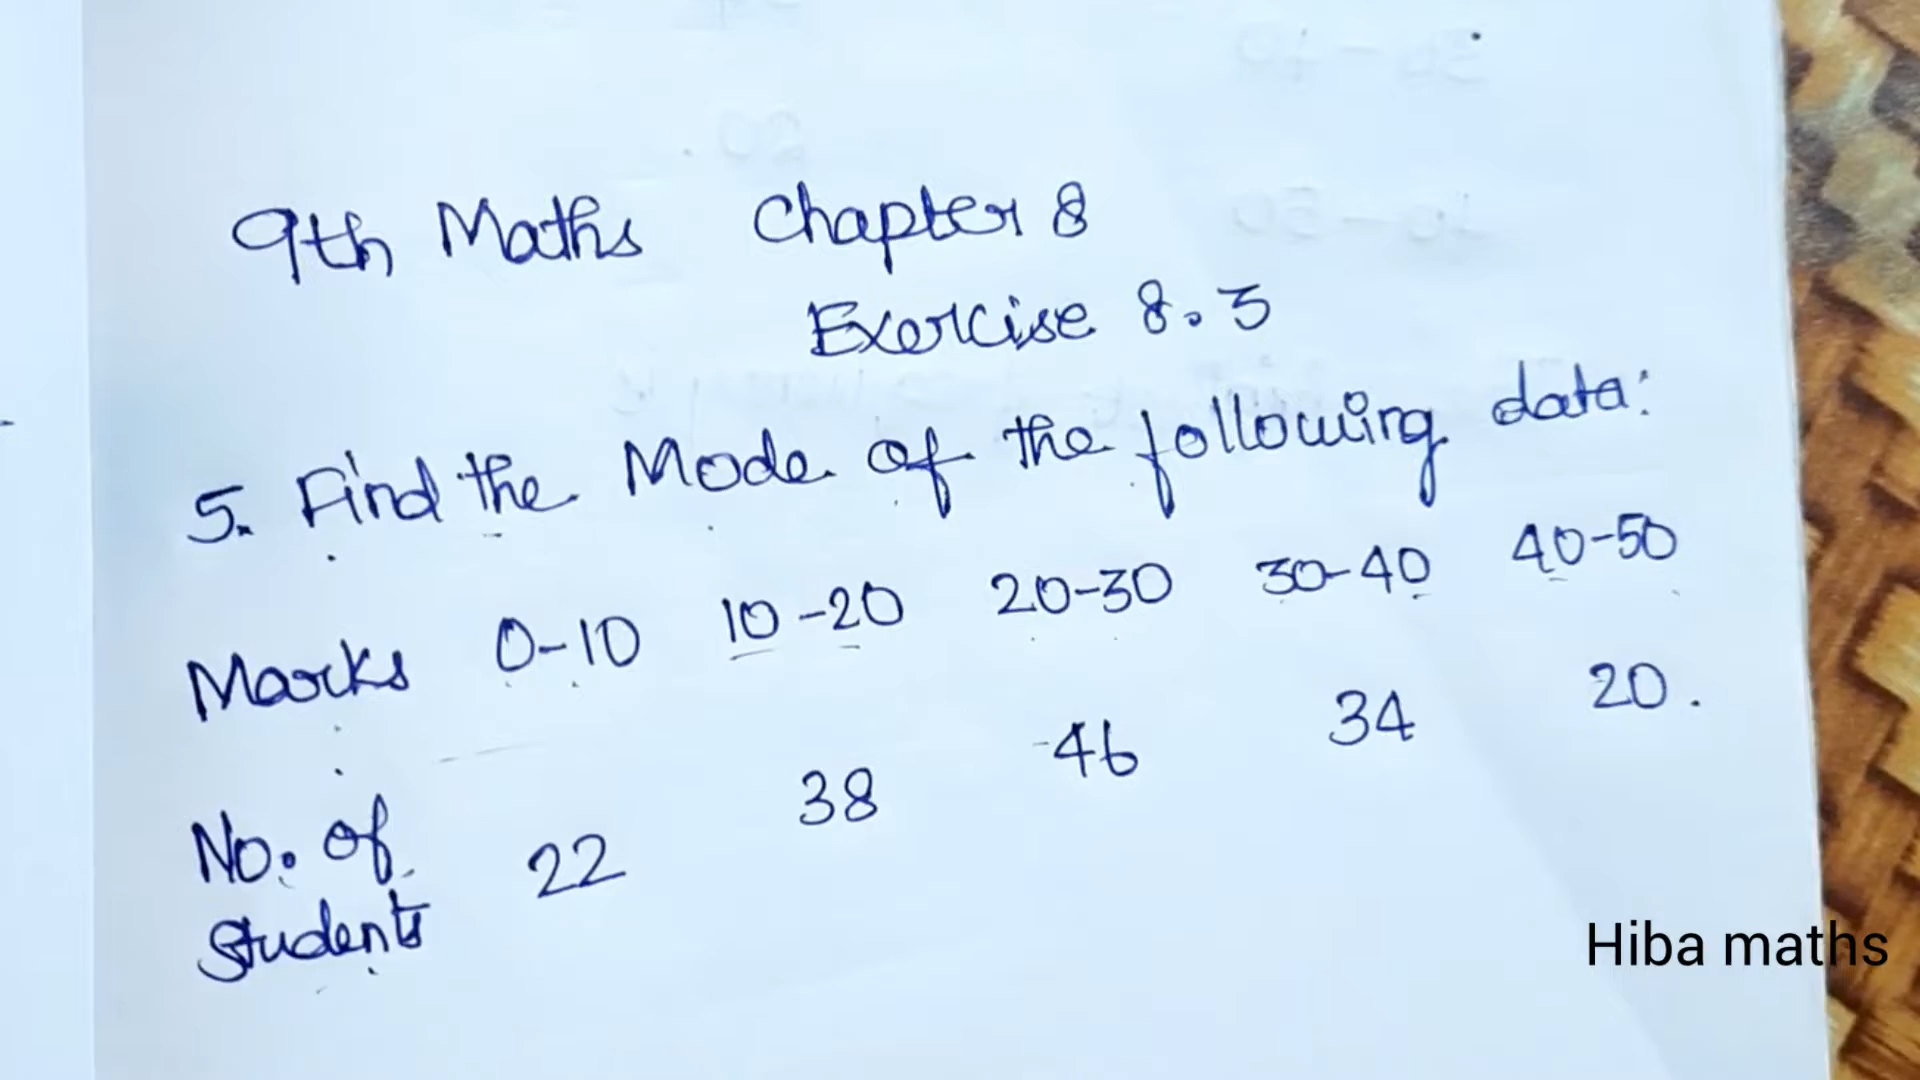 9th Maths Chapter 8
Exercise 8.3
5. Find the Mode of the following data:
Marks 0-10 10-20 20-30 30-40 40-50
No. of Students 22 38 46 34 20.
Hiba maths